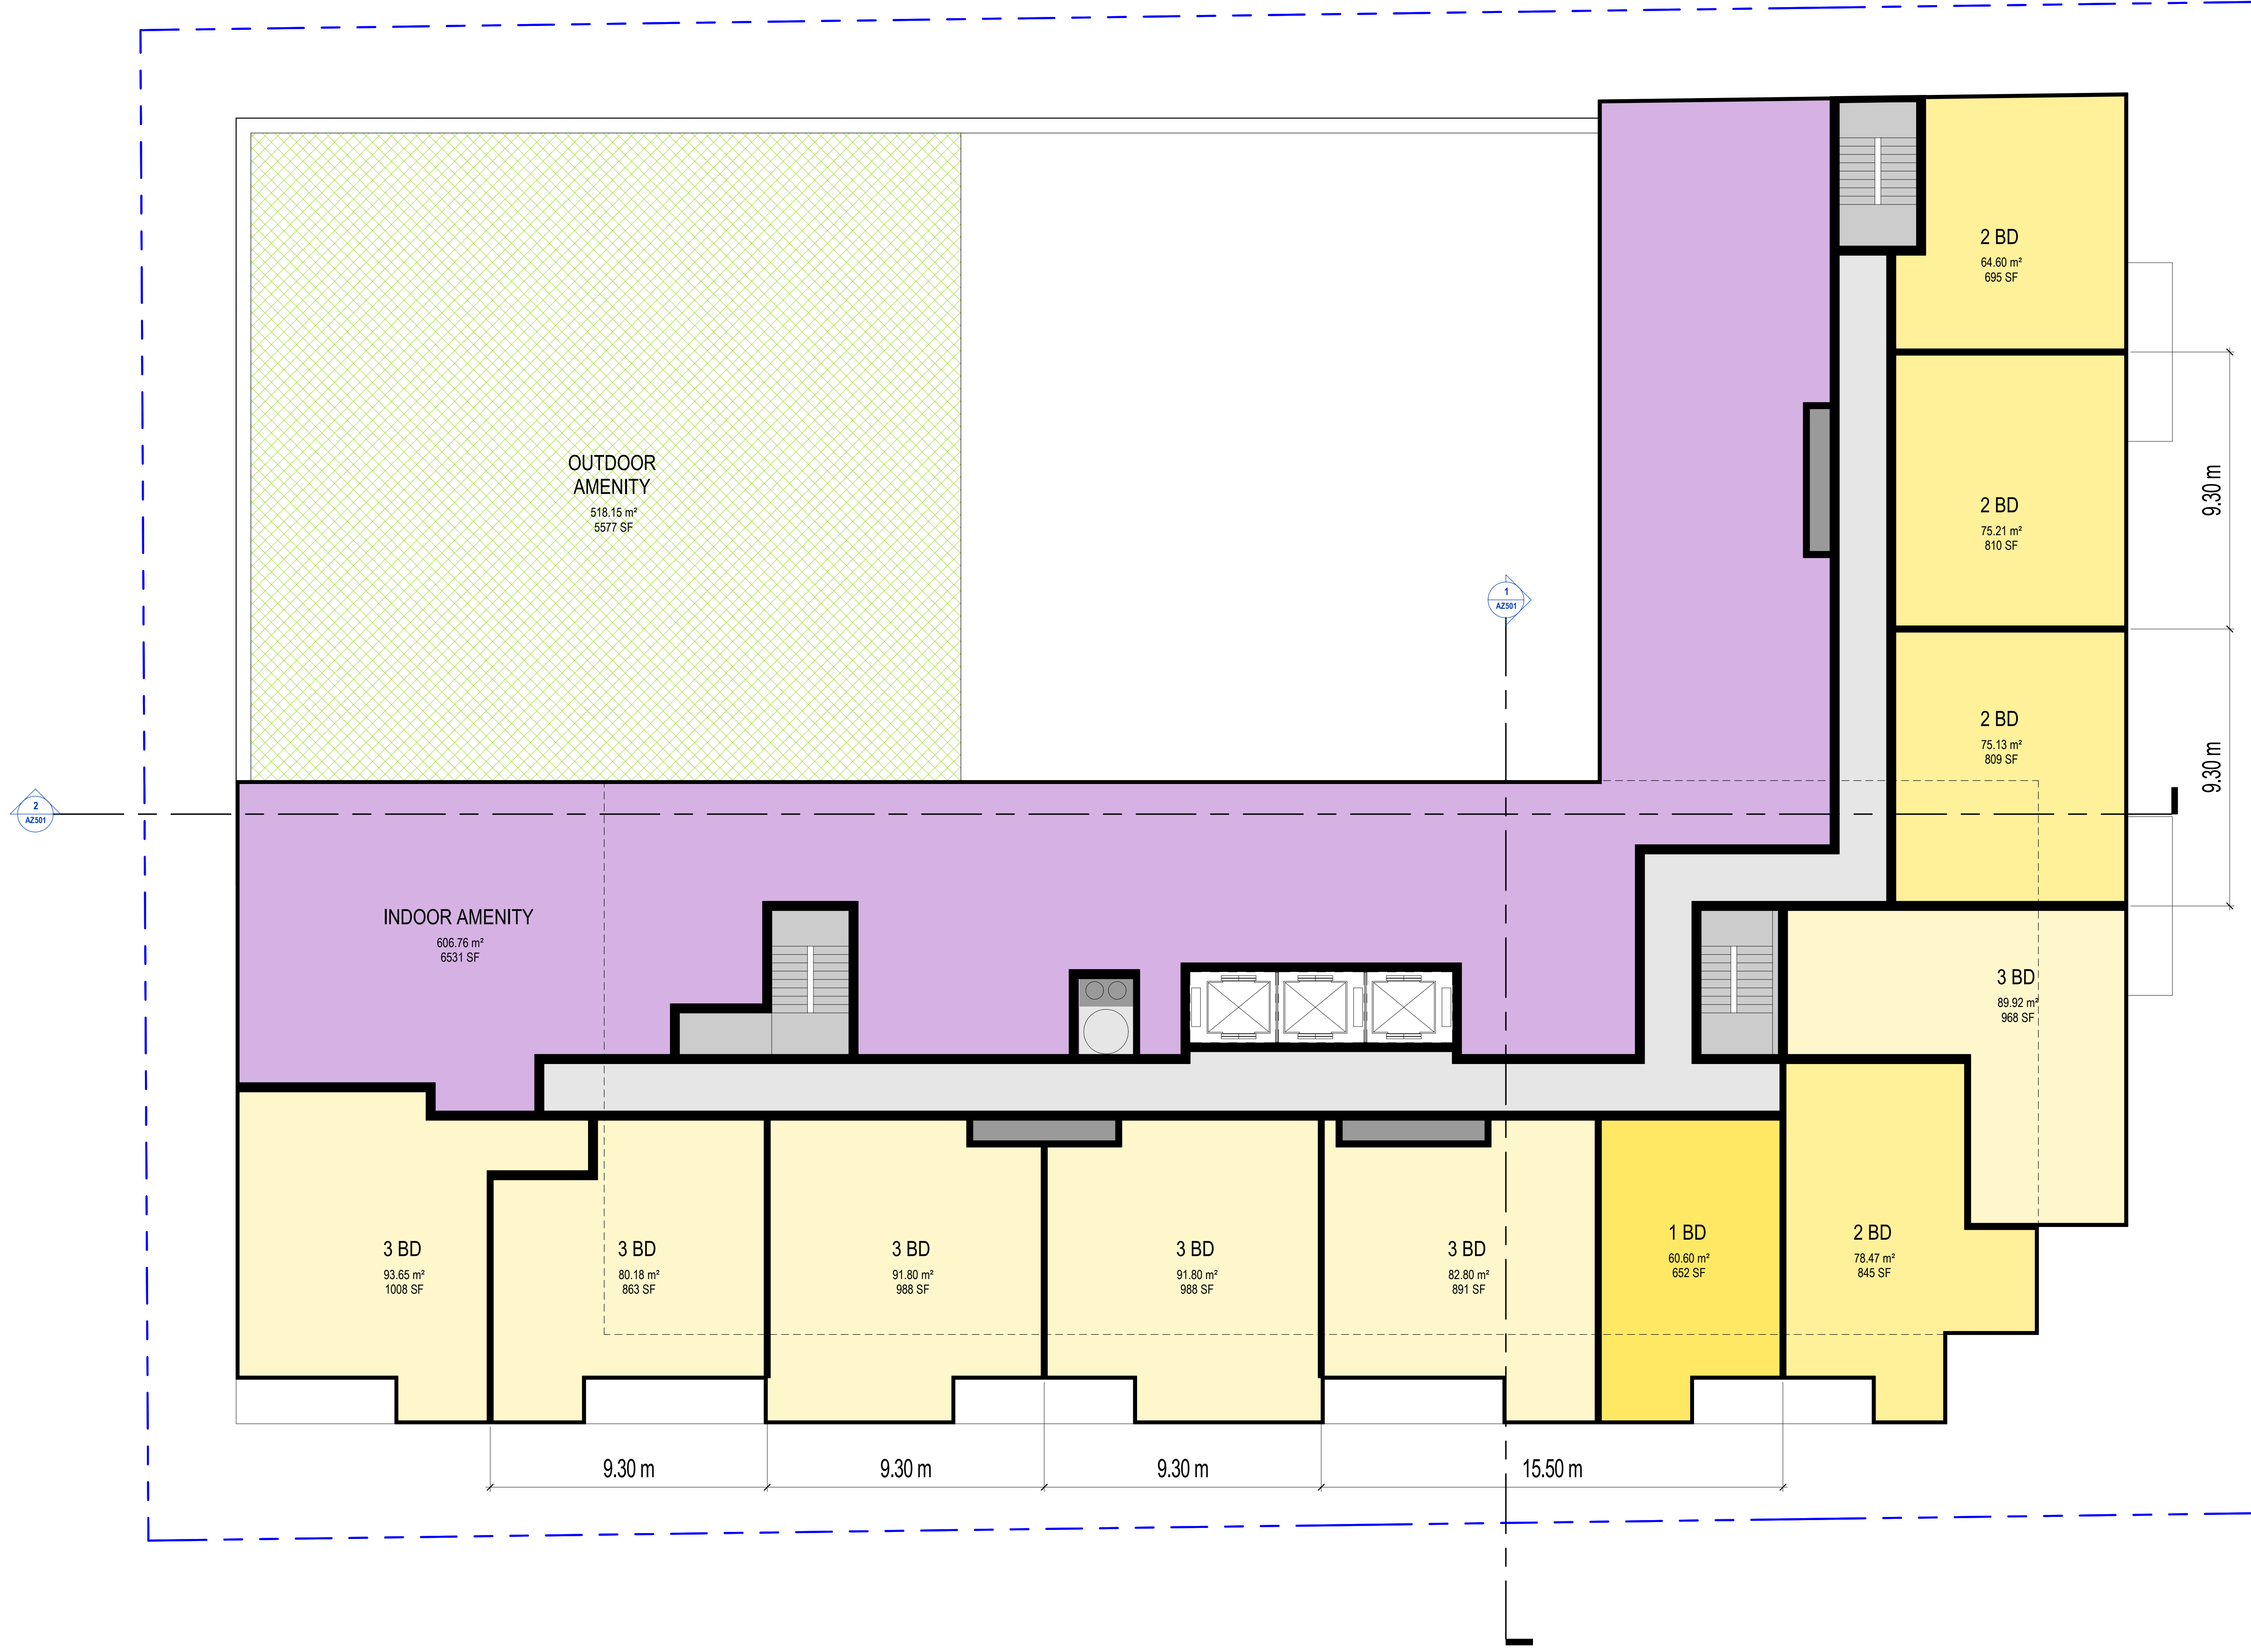 2 BD
64.60 m²
695 SF
OUTDOOR
AMENITY
518.15 m²
5577 SF
2 BD
75.21 m²
810 SF
9.30 m
1
AZ501
2 BD
75.13 m²
809 SF
9.30 m
2
AZ501
INDOOR AMENITY
606.76 m²
6531 SF
3 BD
89.92 m²
968 SF
3 BD
93.65 m²
1008 SF
3 BD
80.18 m²
863 SF
3 BD
91.80 m²
988 SF
3 BD
91.80 m²
988 SF
3 BD
82.80 m²
891 SF
1 BD
60.60 m²
652 SF
2 BD
78.47 m²
845 SF
9.30 m
9.30 m
9.30 m
15.50 m